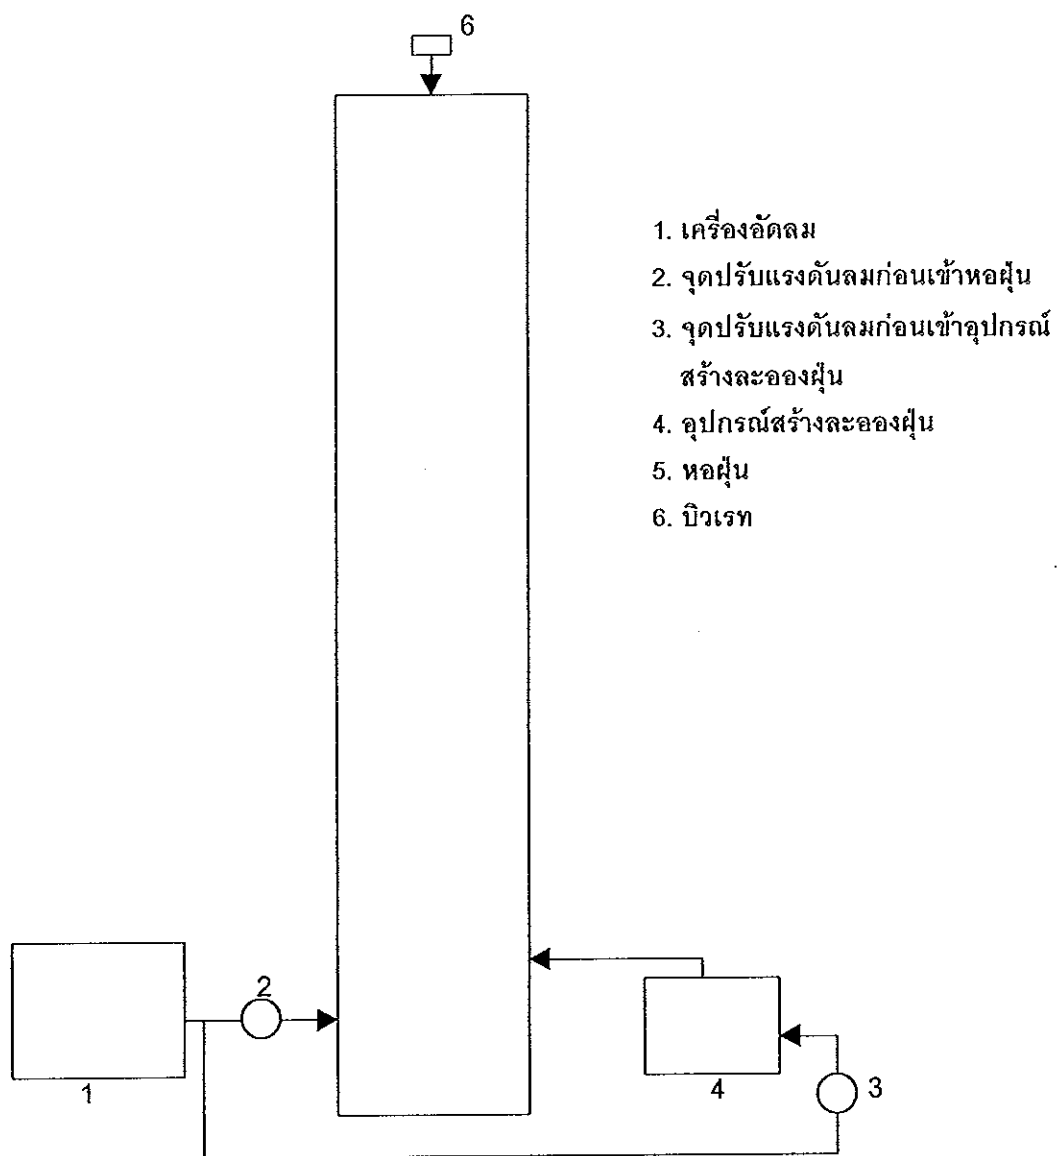 6
1. เครื่องอัดลม
2. จุดปรับแรงดันลมก่อนเข้าหอฝุ่น
3. จุดปรับแรงดันลมก่อนเข้าอุปกรณ์
สร้างละอองฝุ่น
4. อุปกรณ์สร้างละอองฝุ่น
5. หอฝุ่น
6. บิวเรท
2
1
4
3